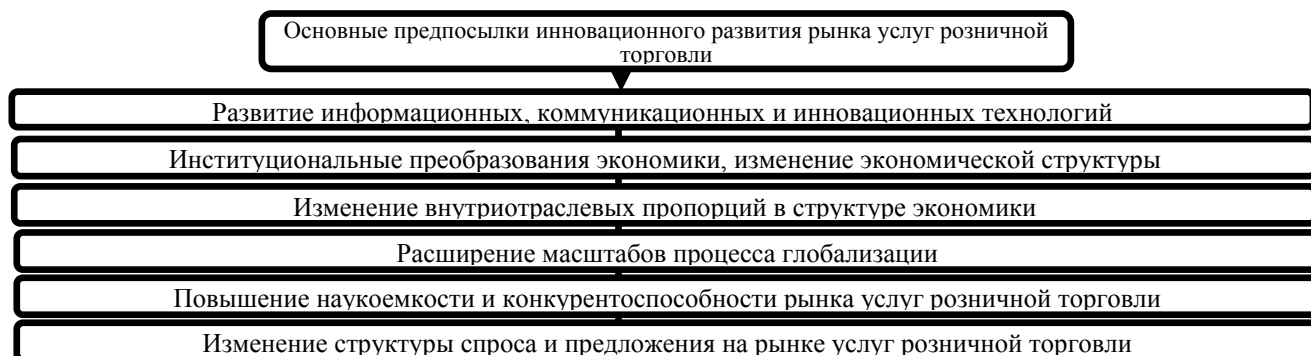 Основные предпосылки инновационного развития рынка услуг розничной
торговли
Развитие информационных, коммуникационных и инновационных технологий
Институциональные преобразования экономики, изменение экономической структуры
Изменение внутриотраслевых пропорций в структуре экономики
Расширение масштабов процесса глобализации
Повышение наукоемкости и конкурентоспособности рынка услуг розничной торговли
Изменение структуры спроса и предложения на рынке услуг розничной торговли